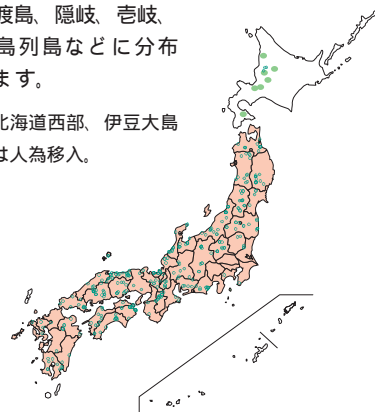 渡島、隠岐、壱岐、
島列島などに分布
ます。
北海道西部、伊豆大島
は人為移入。